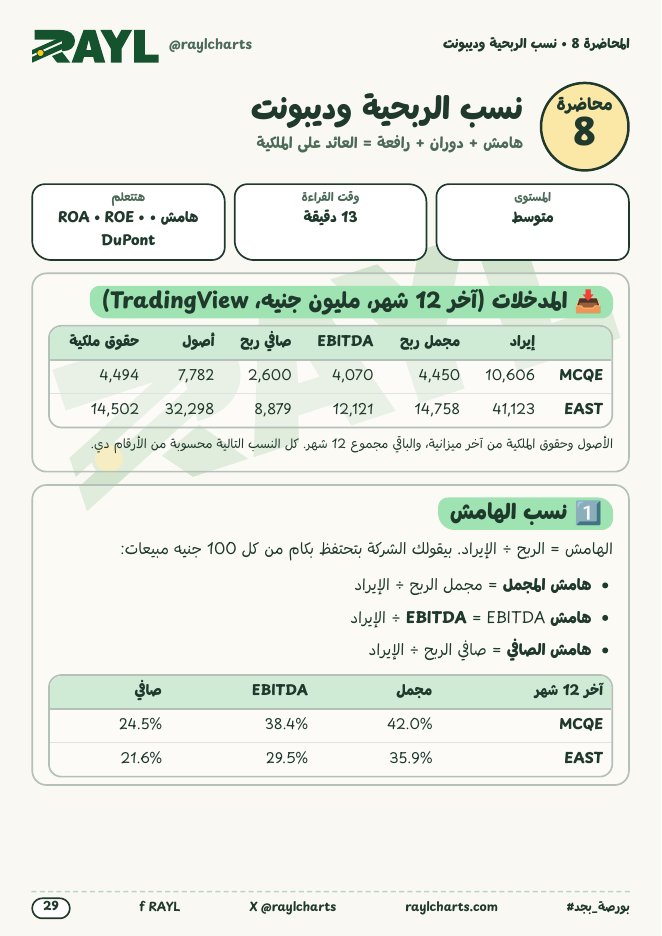 المحاضرة 8 • نسب الربحية وديبونت
RAYL @raylcharts
محاضرة
8
نسب الربحية وديبونت
هامش + دوران + رافعة = العائد على الملكية
المستوى
متوسط
وقت القراءة
13 دقيقة
هتتعلم
هامش • ROA • ROE •
DuPont
📥 المدخلات (آخر 12 شهر، مليون جنيه، TradingView)
إيراد مجمل ربح EBITDA صافي ربح أصول حقوق ملكية
MCQE 10,606 4,450 4,070 2,600 7,782 4,494
EAST 41,123 14,758 12,121 8,879 32,298 14,502
الأصول وحقوق الملكية من آخر ميزانية، والباقي مجموع 12 شهر. كل النسب التالية محسوبة من الأرقام دي.
1️⃣ نسب الهامش
الهامش = الربح ÷ الإيراد. بيقولك الشركة بتحتفظ بكام من كل 100 جنيه مبيعات:
• هامش المجمل = مجمل الربح ÷ الإيراد
• هامش EBITDA = EBITDA ÷ الإيراد
• هامش الصافي = صافي الربح ÷ الإيراد
آخر 12 شهر مجمل EBITDA صافي
MCQE 42.0% 38.4% 24.5%
EAST 35.9% 29.5% 21.6%
#بورصة_بجد raylcharts.com X @raylcharts f RAYL 29